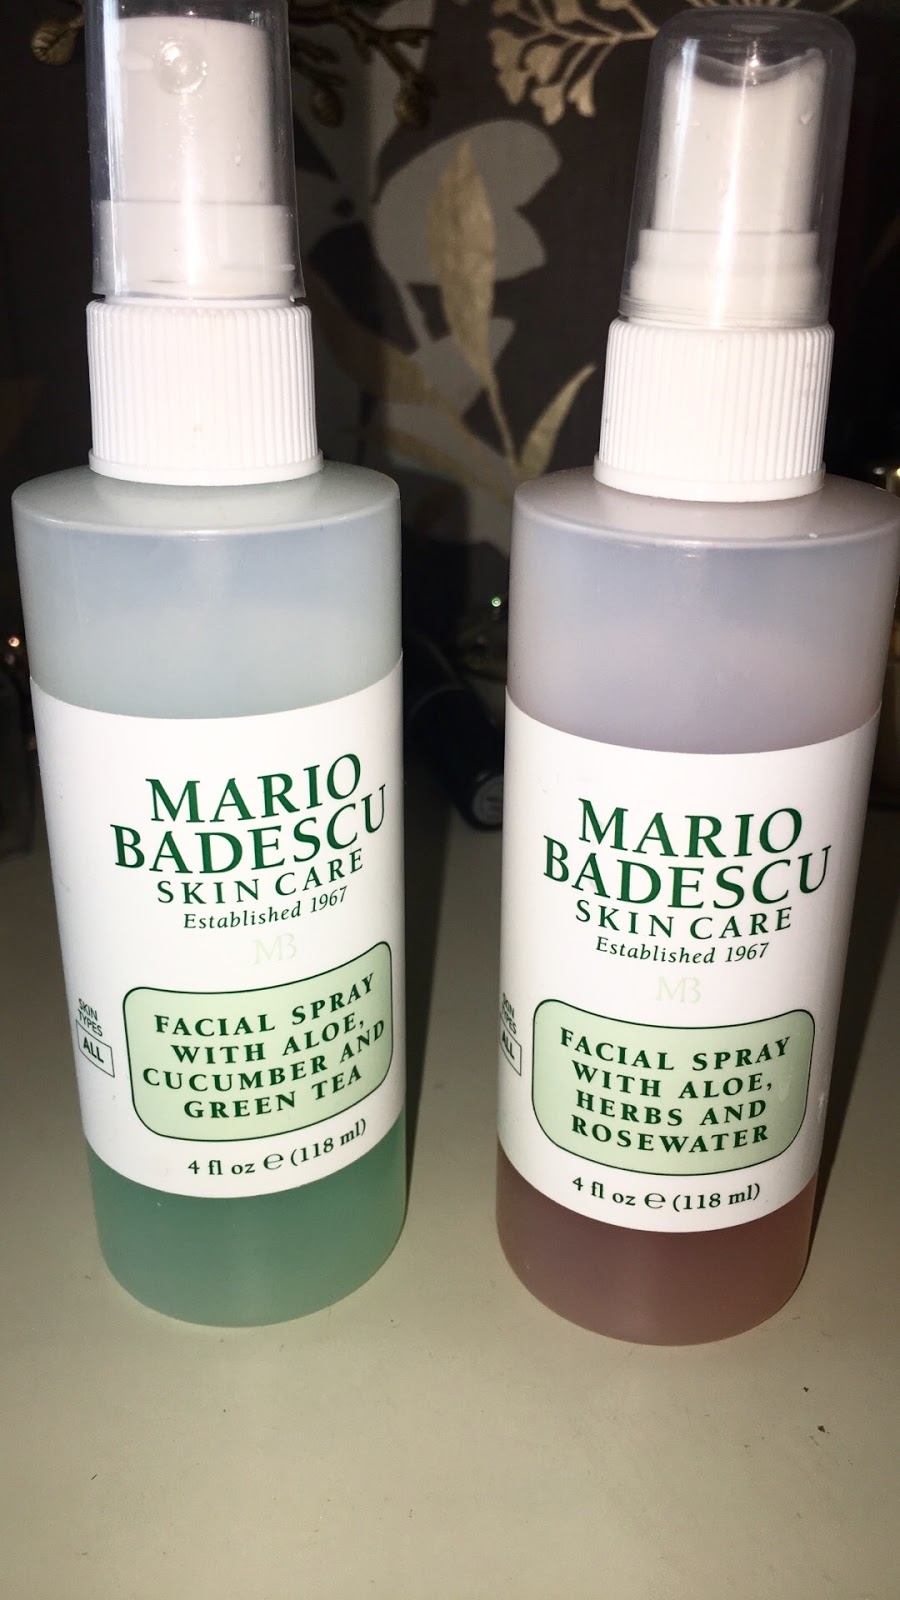 MARIO
BADESCU
SKIN CARE
Established 1967
MB
SKIN
TYPES
ALL
FACIAL SPRAY
WITH ALOE,
CUCUMBER AND
GREEN TEA
4 fl oz ℮ (118 ml)
MARIO
BADESCU
SKIN CARE
Established 1967
MB
SKIN
TYPES
ALL
FACIAL SPRAY
WITH ALOE,
HERBS AND
ROSEWATER
4 fl oz ℮ (118 ml)